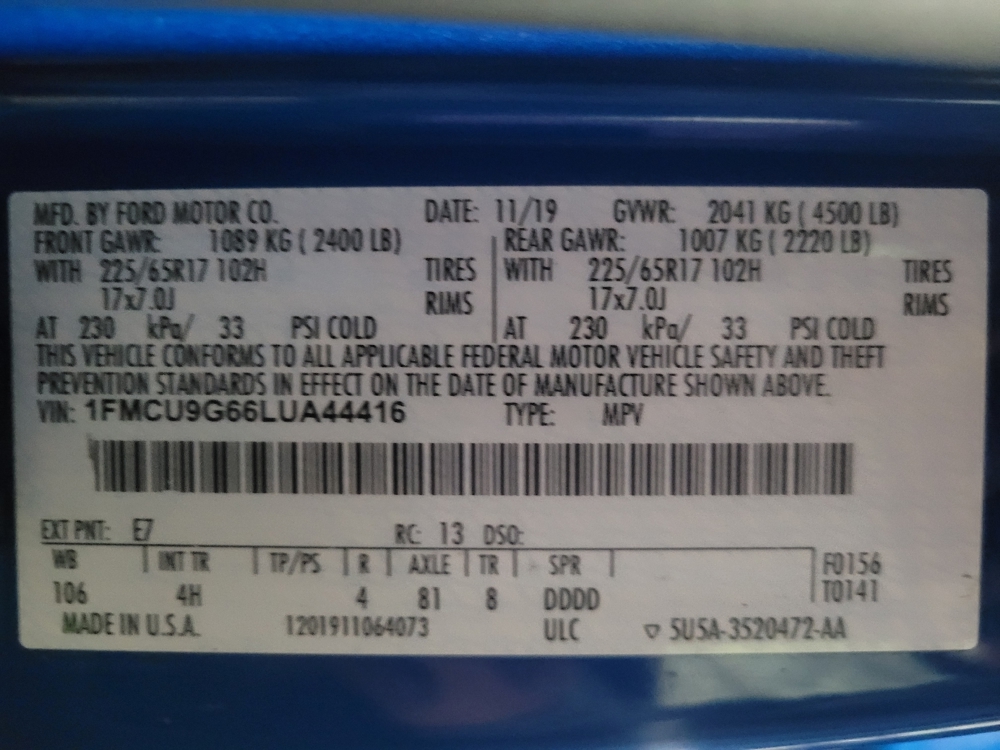 MFD. BY FORD MOTOR CO. DATE: 11/19 GVWR: 2041 KG ( 4500 LB)
FRONT GAWR: 1089 KG ( 2400 LB) REAR GAWR: 1007 KG ( 2220 LB)
WITH 225/65R17 102H TIRES WITH 225/65R17 102H TIRES
17x7.0J RIMS 17x7.0J RIMS
AT 230 kPa/ 33 PSI COLD AT 230 kPa/ 33 PSI COLD
THIS VEHICLE CONFORMS TO ALL APPLICABLE FEDERAL MOTOR VEHICLE SAFETY AND THEFT
PREVENTION STANDARDS IN EFFECT ON THE DATE OF MANUFACTURE SHOWN ABOVE.
VIN: 1FMCU9G66LUA44416 TYPE: MPV
EXT PNT: E7 RC: 13 DSO:
WB INT TR TP/PS R AXLE TR SPR F0156
106 4H 4 81 8 DDDD T0141
MADE IN U.S.A. 1201911064073 ULC ▽ 5U5A-3520472-AA